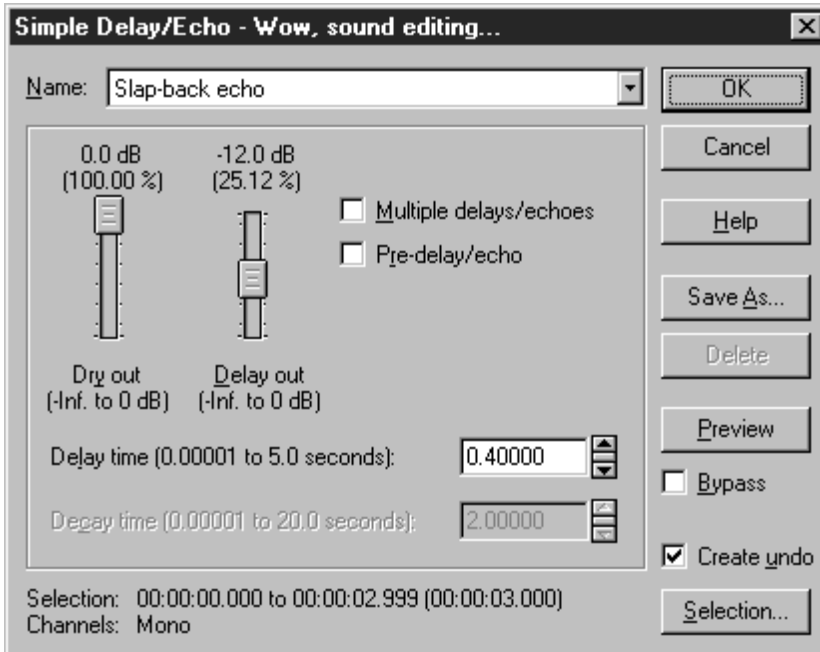 Simple Delay/Echo - Wow, sound editing...
Name: Slap-back echo
OK
Cancel
Help
Save As...
Delete
Preview
Bypass
Create undo
Selection...
0.0 dB
(100.00 %)
-12.0 dB
(25.12 %)
Multiple delays/echoes
Pre-delay/echo
Dry out
(-Inf. to 0 dB)
Delay out
(-Inf. to 0 dB)
Delay time (0.00001 to 5.0 seconds): 0.40000
Decay time (0.00001 to 20.0 seconds): 2.00000
Selection: 00:00:00.000 to 00:00:02.999 (00:00:03.000)
Channels: Mono